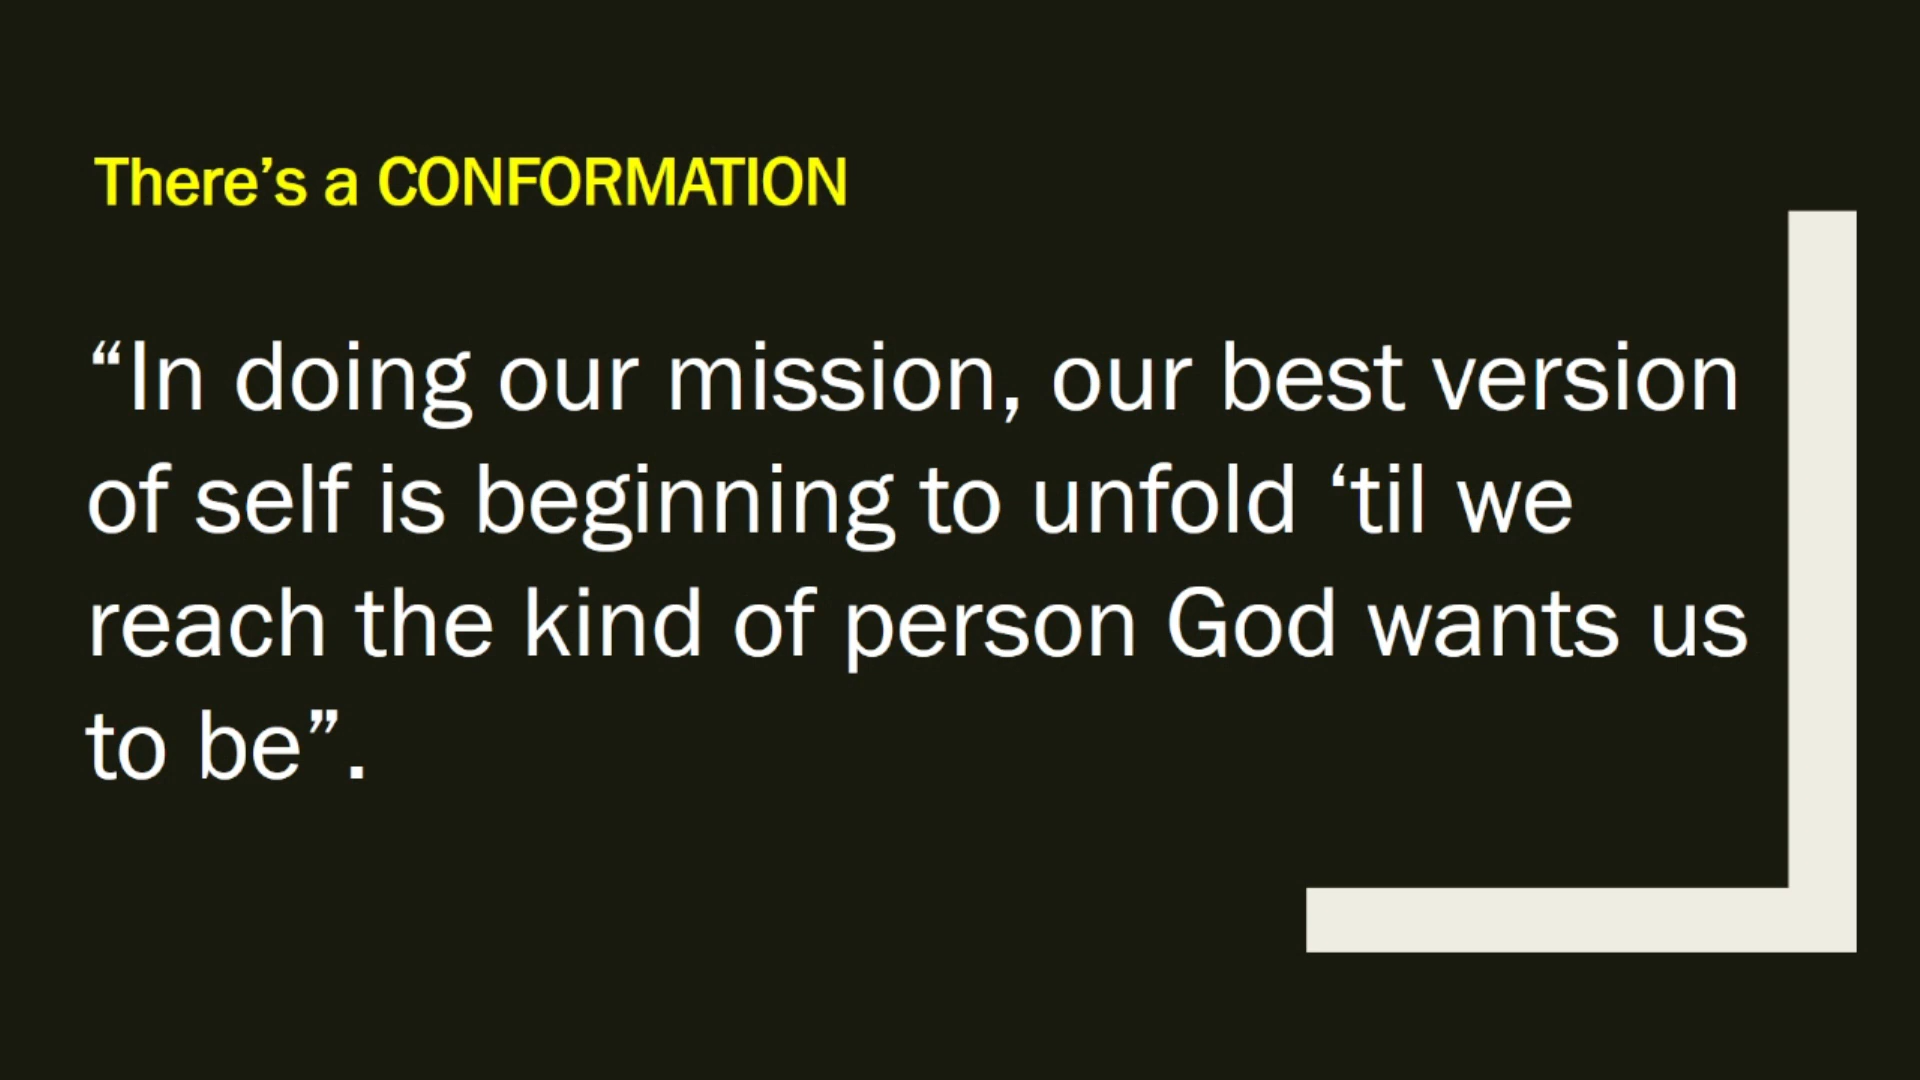 There’s a CONFORMATION
“In doing our mission, our best version
of self is beginning to unfold ‘til we
reach the kind of person God wants us
to be”.